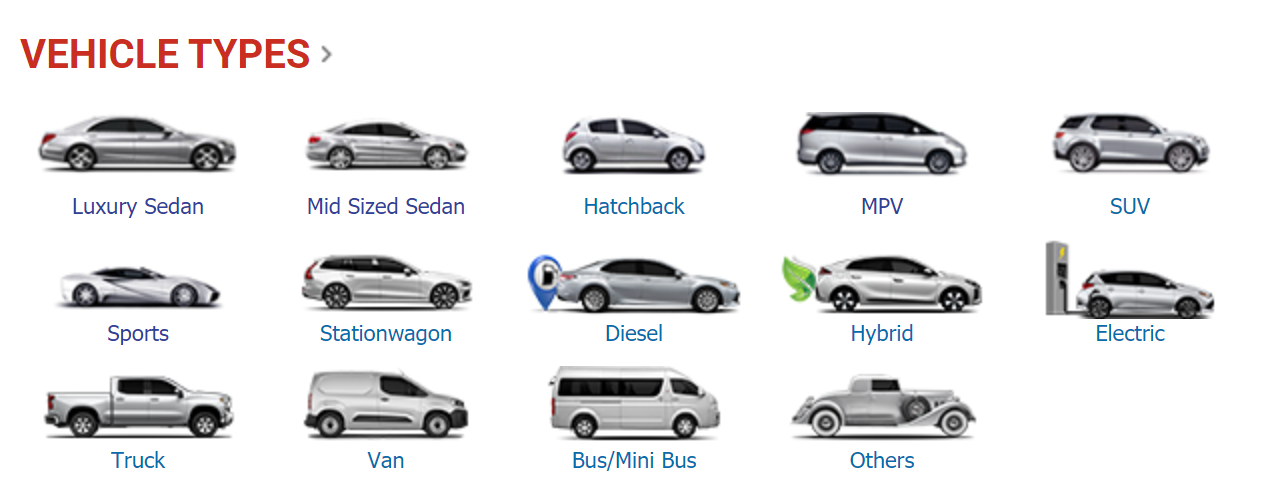 VEHICLE TYPES
Luxury Sedan
Mid Sized Sedan
Hatchback
MPV
SUV
Sports
Stationwagon
Diesel
Hybrid
Electric
Truck
Van
Bus/Mini Bus
Others